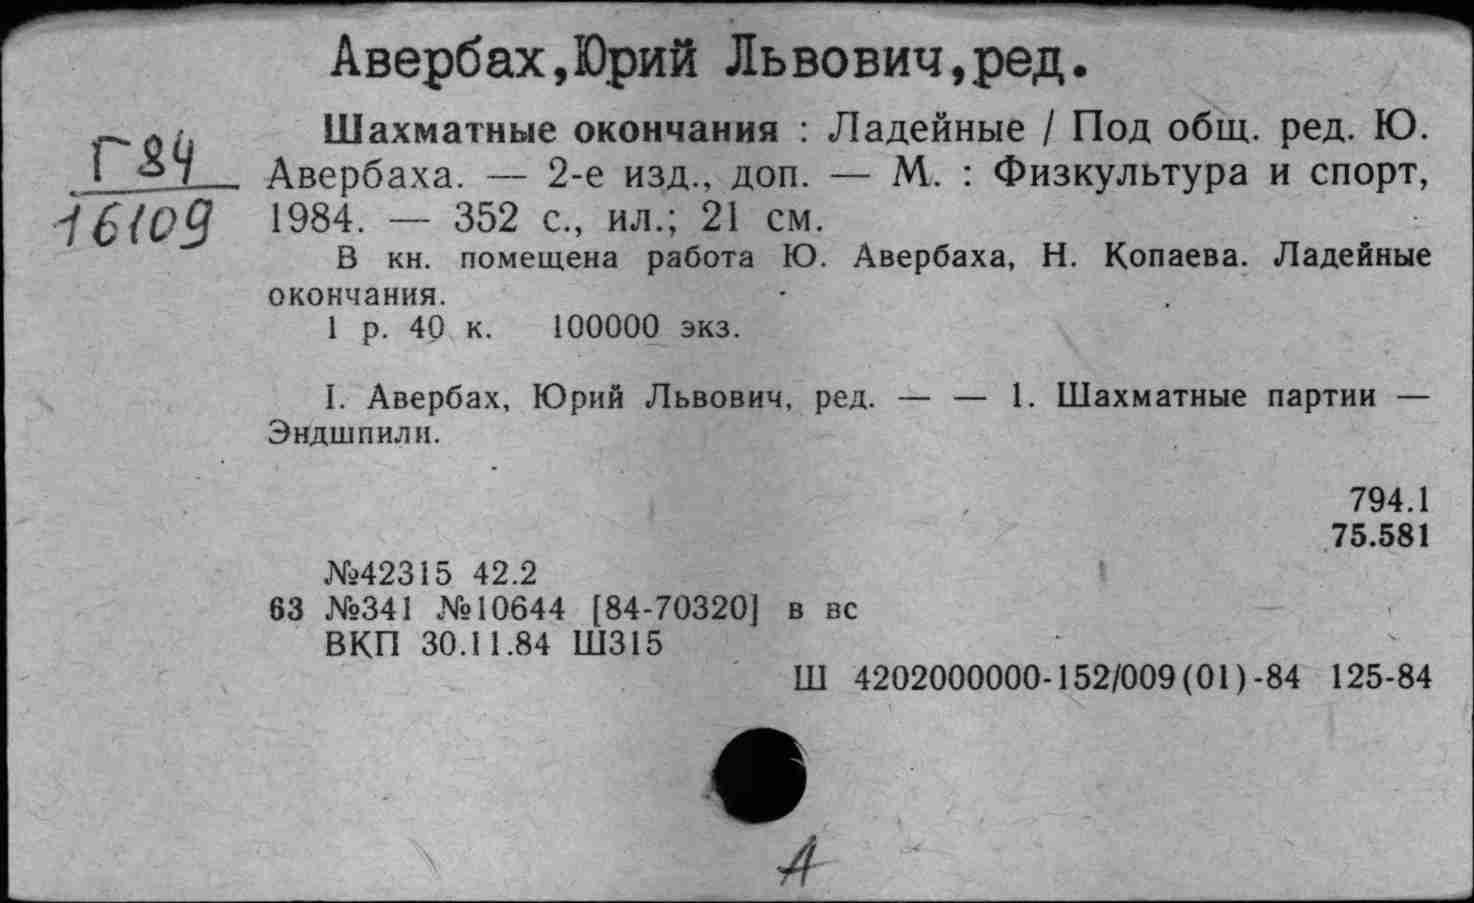 Авербах,Юрий Львович,ред.
Г84
16109
Шахматные окончания : Ладейные / Под общ. ред. Ю.
Авербаха. — 2-е изд., доп. — М. : Физкультура и спорт,
1984. — 352 с., ил.; 21 см.
В кн. помещена работа Ю. Авербаха, Н. Копаева. Ладейные
окончания.
1 р. 40 к. 100000 экз.
I. Авербах, Юрий Львович, ред. — — 1. Шахматные партии —
Эндшпили.
794.1
75.581
№42315 42.2
63 №341 №10644 [84-70320] в вс
ВКП 30.11.84 Ш315
Ш 4202000000-152/009(01)-84 125-84
А